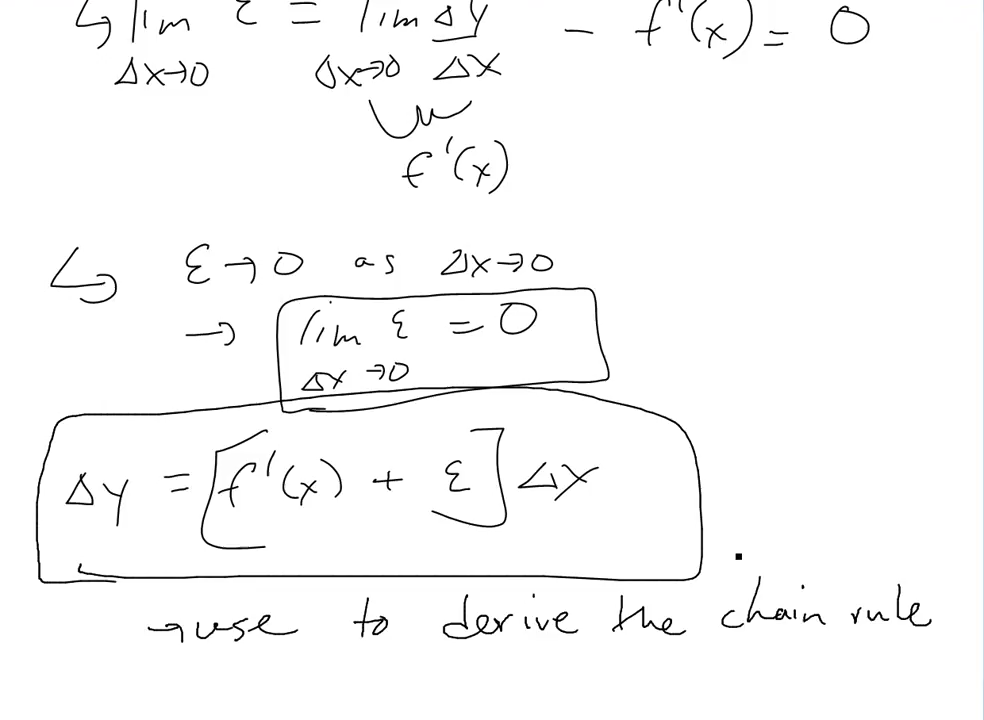 ↳ lim ε = lim Δy - f'(x) = 0
Δx→0 Δx→0 Δx
f'(x)
↳ ε → 0 as Δx→0
→ lim ε = 0
Δx →0
Δy = [f'(x) + ε] Δx
→ use to derive the chain rule